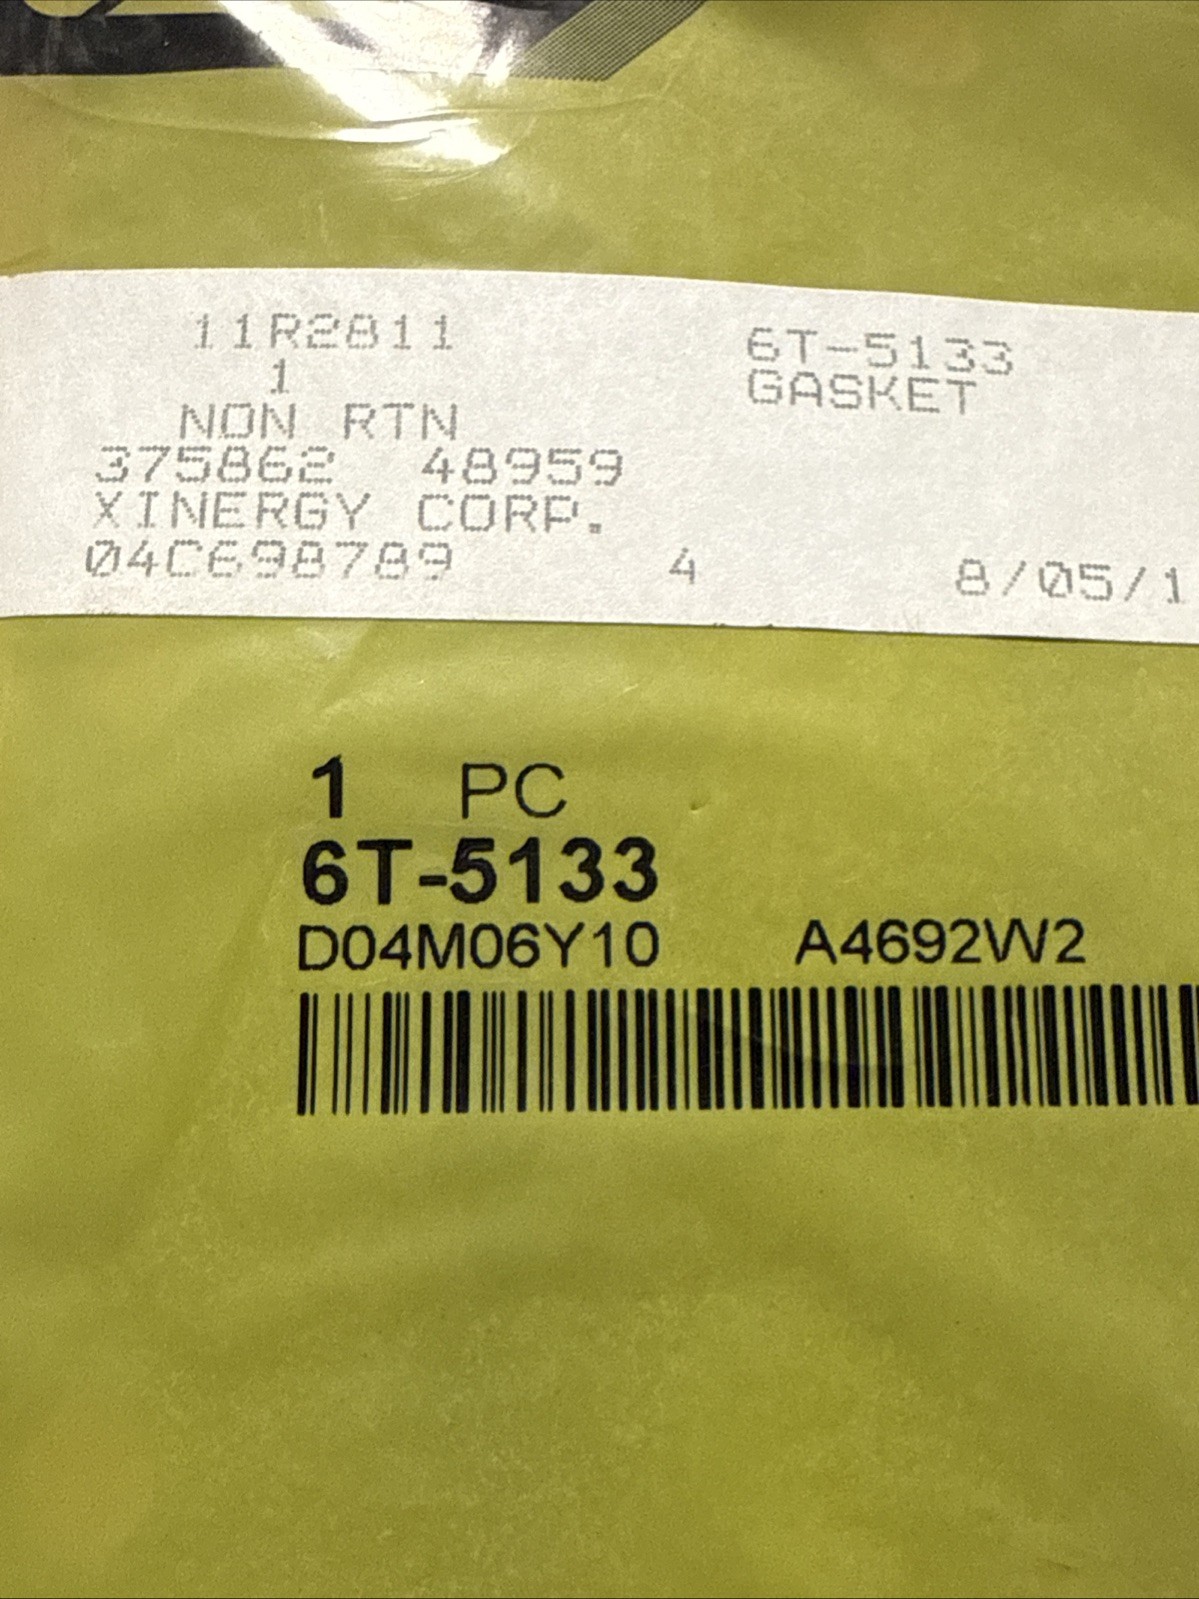 11R2811
6T-5133
1
GASKET
NON RTN
375862 48959
XINERGY CORP.
04C698789 4 8/05/1
1 PC
6T-5133
D04M06Y10 A4692W2